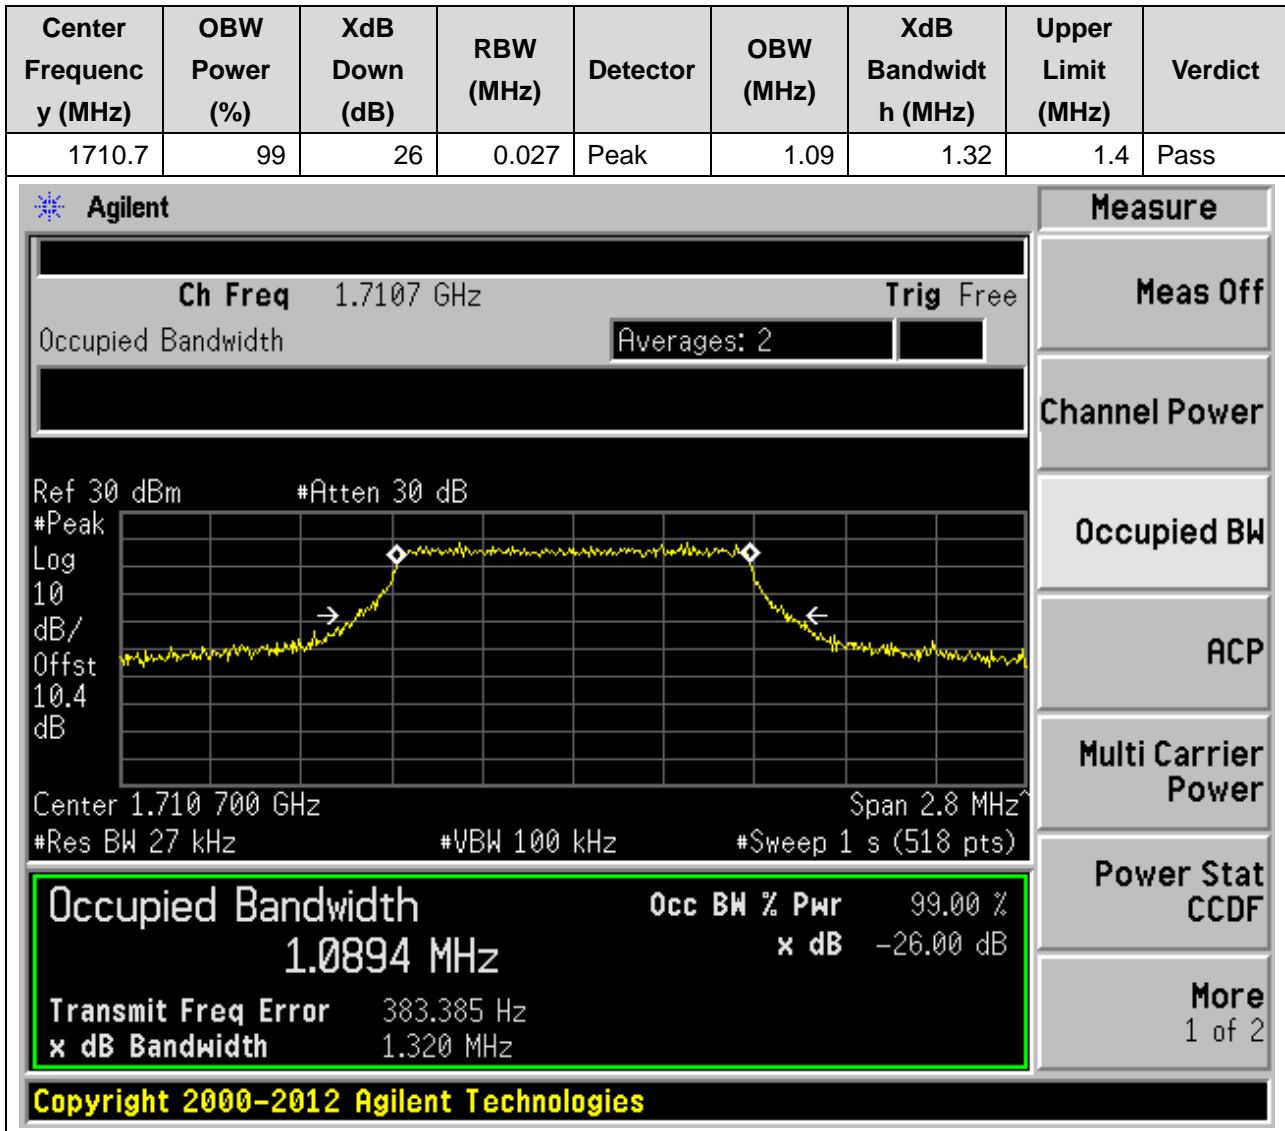 Center Frequenc y (MHz) OBW Power (%) XdB Down (dB) RBW (MHz) Detector OBW (MHz) XdB Bandwidt h (MHz) Upper Limit (MHz) Verdict
1710.7 99 26 0.027 Peak 1.09 1.32 1.4 Pass
Agilent
Measure
Ch Freq 1.7107 GHz Trig Free
Occupied Bandwidth Averages: 2
Meas Off
Channel Power
Occupied BW
ACP
Multi Carrier
Power
Power Stat
CCDF
More
1 of 2
Ref 30 dBm #Atten 30 dB
#Peak
Log
10
dB/
Offst
10.4
dB
Center 1.710 700 GHz Span 2.8 MHz^
#Res BW 27 kHz #VBW 100 kHz #Sweep 1 s (518 pts)
Occupied Bandwidth Occ BW % Pwr 99.00 %
1.0894 MHz x dB -26.00 dB
Transmit Freq Error 383.385 Hz
x dB Bandwidth 1.320 MHz
Copyright 2000-2012 Agilent Technologies